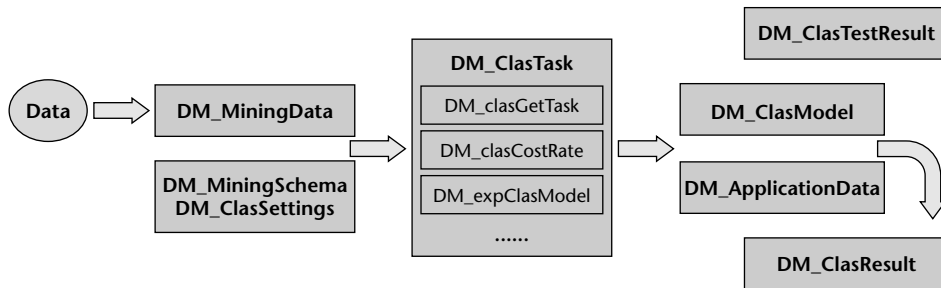 Data
DM_MiningData
DM_MiningSchema
DM_ClasSettings
DM_ClasTask
DM_clasGetTask
DM_clasCostRate
DM_expClasModel
......
DM_ClasTestResult
DM_ClasModel
DM_ApplicationData
DM_ClasResult